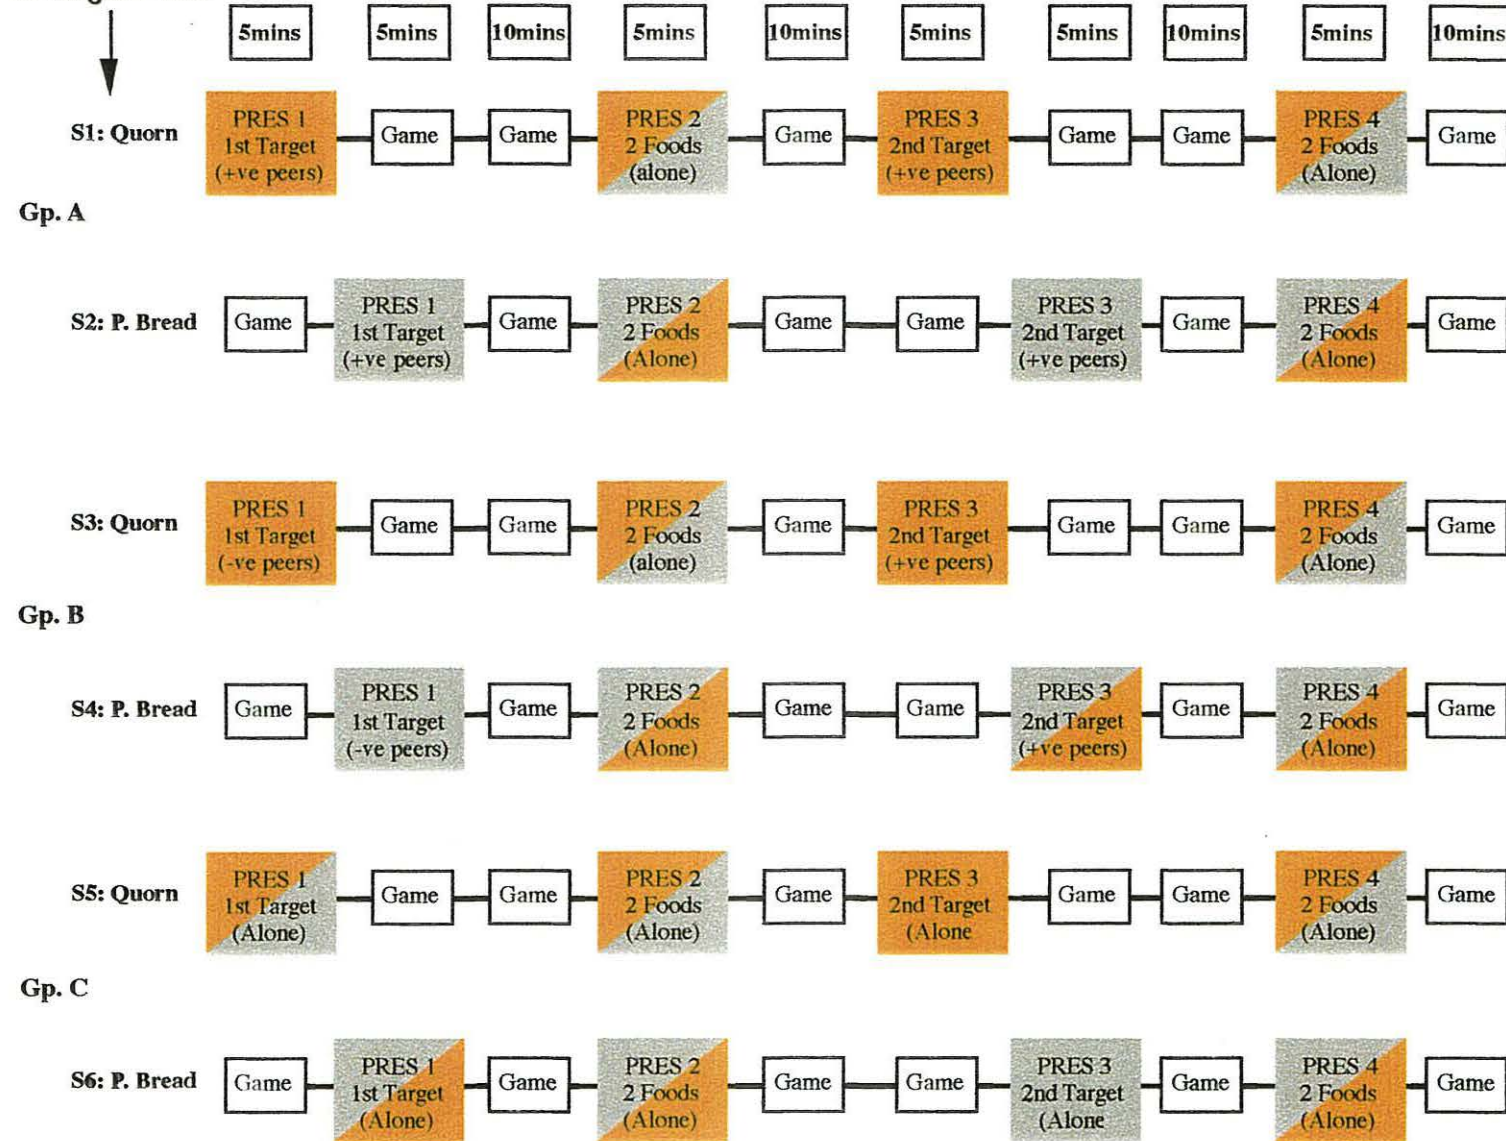 5mins 5mins 10mins 5mins 10mins 5mins 5mins 10mins 5mins 10mins
S1: Quorn
PRES 1
1st Target
(+ve peers)
Game
Game
PRES 2
2 Foods
(alone)
Game
PRES 3
2nd Target
(+ve peers)
Game
Game
PRES 4
2 Foods
(Alone)
Game
Gp. A
S2: P. Bread
Game
PRES 1
1st Target
(+ve peers)
Game
PRES 2
2 Foods
(Alone)
Game
Game
PRES 3
2nd Target
(+ve peers)
Game
PRES 4
2 Foods
(Alone)
Game
S3: Quorn
PRES 1
1st Target
(-ve peers)
Game
Game
PRES 2
2 Foods
(alone)
Game
PRES 3
2nd Target
(+ve peers)
Game
Game
PRES 4
2 Foods
(Alone)
Game
Gp. B
S4: P. Bread
Game
PRES 1
1st Target
(-ve peers)
Game
PRES 2
2 Foods
(Alone)
Game
Game
PRES 3
2nd Target
(+ve peers)
Game
PRES 4
2 Foods
(Alone)
Game
S5: Quorn
PRES 1
1st Target
(Alone)
Game
Game
PRES 2
2 Foods
(Alone)
Game
PRES 3
2nd Target
(Alone
Game
Game
PRES 4
2 Foods
(Alone)
Game
Gp. C
S6: P. Bread
Game
PRES 1
1st Target
(Alone)
Game
PRES 2
2 Foods
(Alone)
Game
Game
PRES 3
2nd Target
(Alone
Game
PRES 4
2 Foods
(Alone)
Game